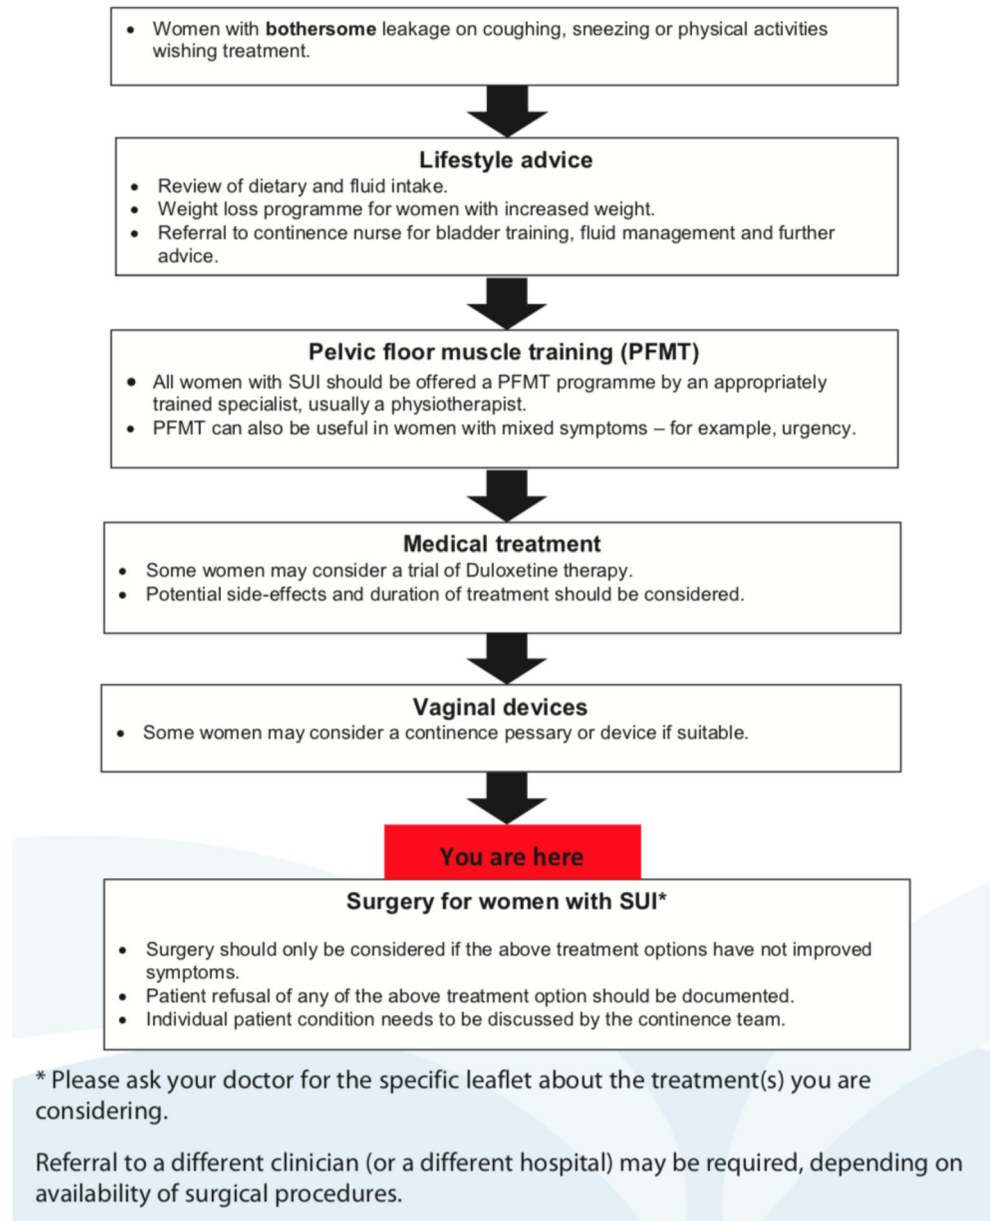 • Women with bothersome leakage on coughing, sneezing or physical activities
wishing treatment.
Lifestyle advice
• Review of dietary and fluid intake.
• Weight loss programme for women with increased weight.
• Referral to continence nurse for bladder training, fluid management and further
advice.
Pelvic floor muscle training (PFMT)
• All women with SUI should be offered a PFMT programme by an appropriately
trained specialist, usually a physiotherapist.
• PFMT can also be useful in women with mixed symptoms – for example, urgency.
Medical treatment
• Some women may consider a trial of Duloxetine therapy.
• Potential side-effects and duration of treatment should be considered.
Vaginal devices
• Some women may consider a continence pessary or device if suitable.
You are here
Surgery for women with SUI*
• Surgery should only be considered if the above treatment options have not improved
symptoms.
• Patient refusal of any of the above treatment option should be documented.
• Individual patient condition needs to be discussed by the continence team.
* Please ask your doctor for the specific leaflet about the treatment(s) you are
considering.
Referral to a different clinician (or a different hospital) may be required, depending on
availability of surgical procedures.